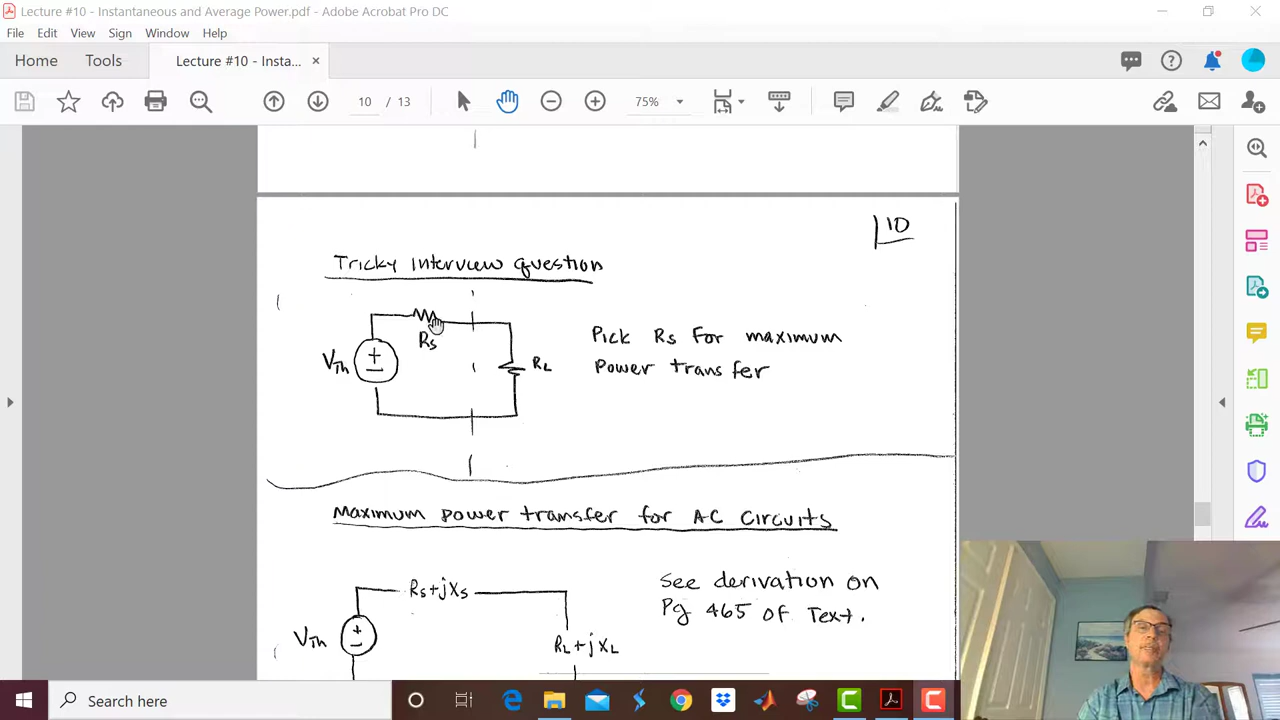 Lecture #10 - Instantaneous and Average Power.pdf - Adobe Acrobat Pro DC
File Edit View Sign Window Help
Home Tools Lecture #10 - Insta... ×
10 / 13 75%
10
Tricky interview question
Rs
VTh
RL
Pick Rs for maximum
power transfer
Maximum power transfer for AC circuits
Rs+jXs
See derivation on
Pg 465 of Text.
VTh
RL+jXL
Search here